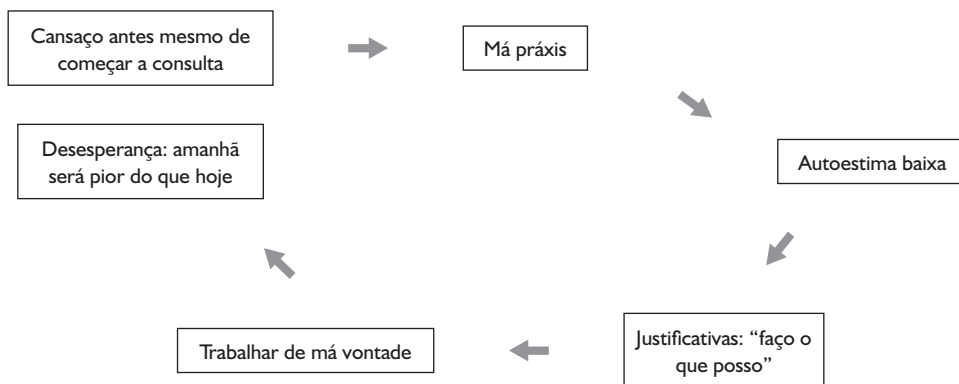 Cansaço antes mesmo de
começar a consulta
Má práxis
Autoestima baixa
Justificativas: “faço o
que posso”
Trabalhar de má vontade
Desesperança: amanhã
será pior do que hoje